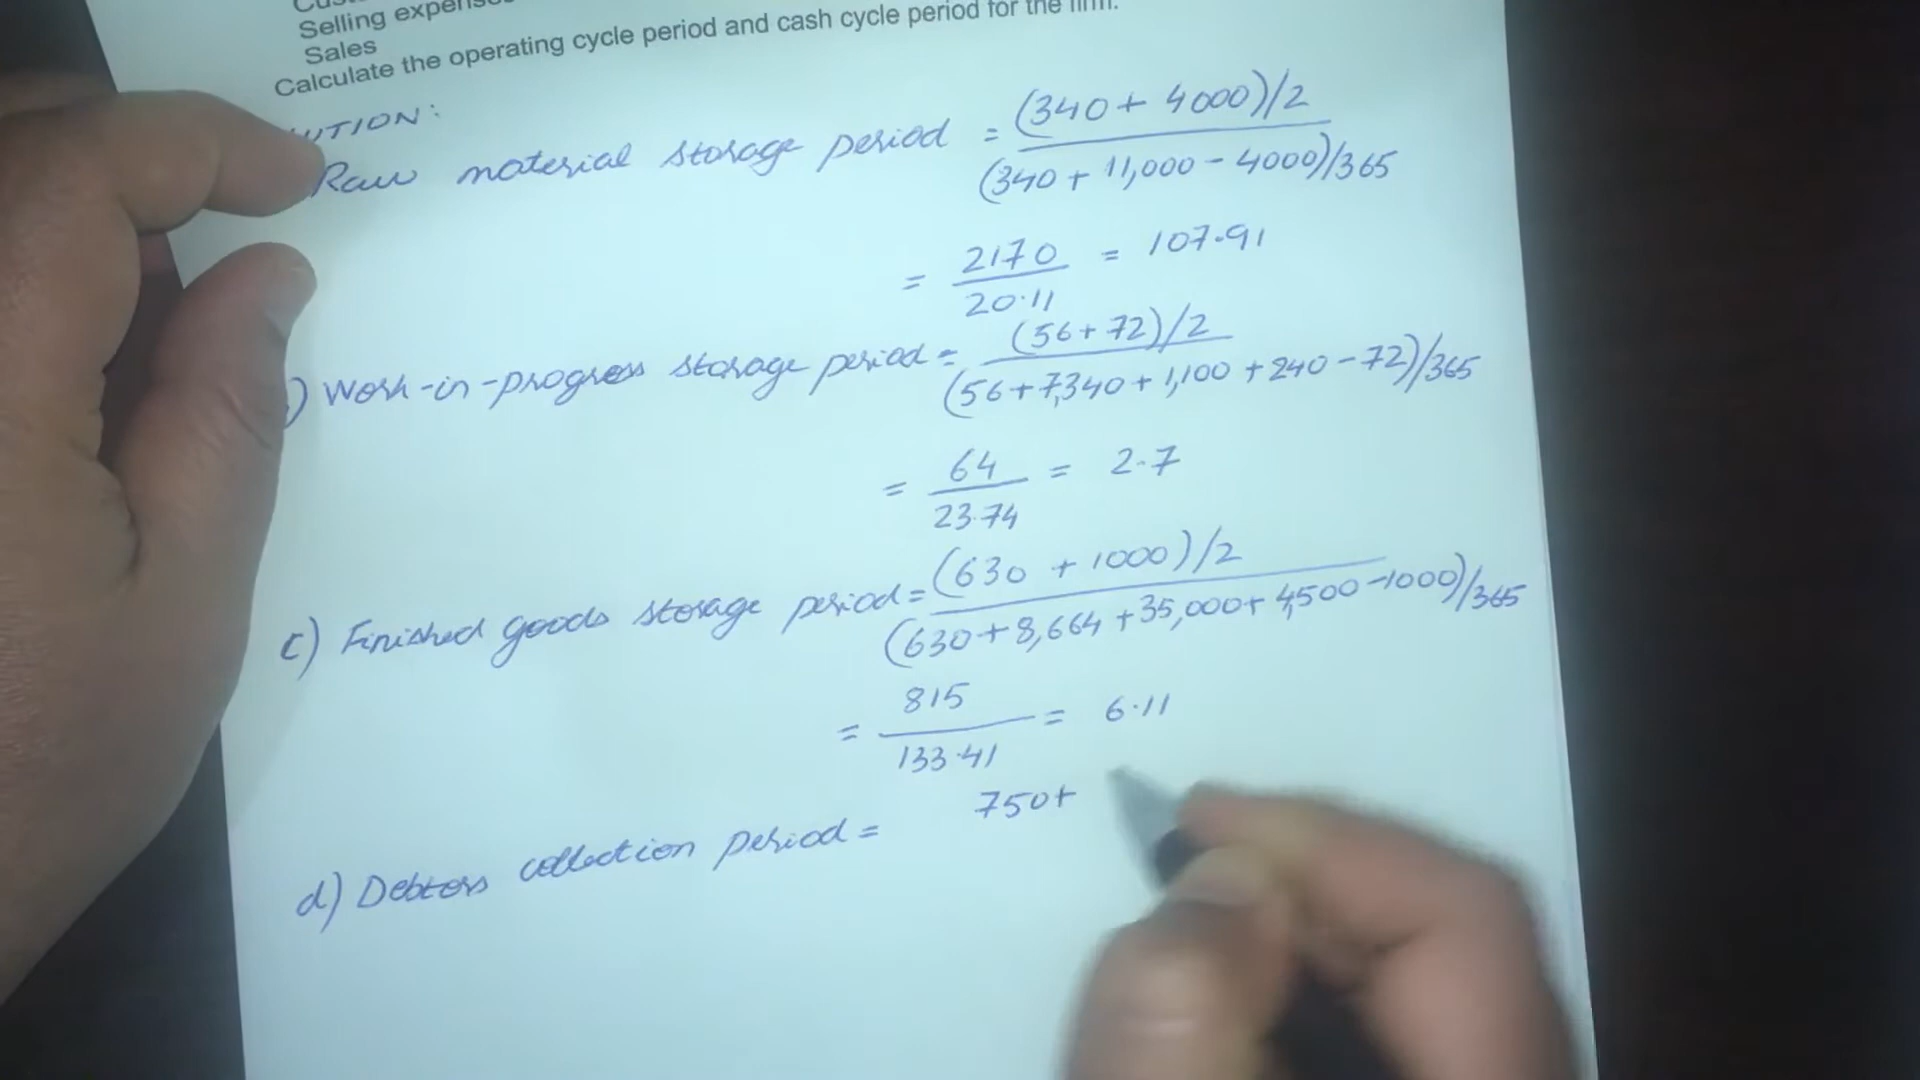 Selling expens
Sales
Calculate the operating cycle period and cash cycle period for the firm.
UTION:
Raw material storage period = (340 + 4000)/2
(340 + 11,000 - 4000)/365
= 2170 = 107.91
20.11
) Work-in-progress storage period = (56+72)/2
(56+7,340+1,100+240-72)/365
= 64 = 2.7
23.74
c) Finished goods storage period = (630 + 1000)/2
(630+8,664+35,000+4,500-1000)/365
= 815 = 6.11
133.41
750+
d) Debtors collection period =